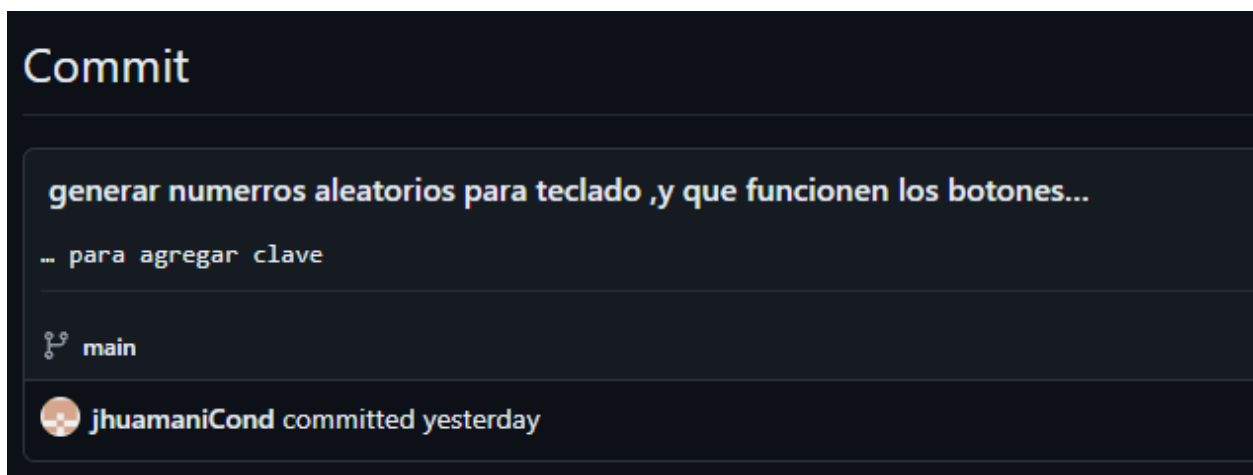 Commit
generar numerros aleatorios para teclado ,y que funcionen los botones...
… para agregar clave
main
jhuamaniCond committed yesterday